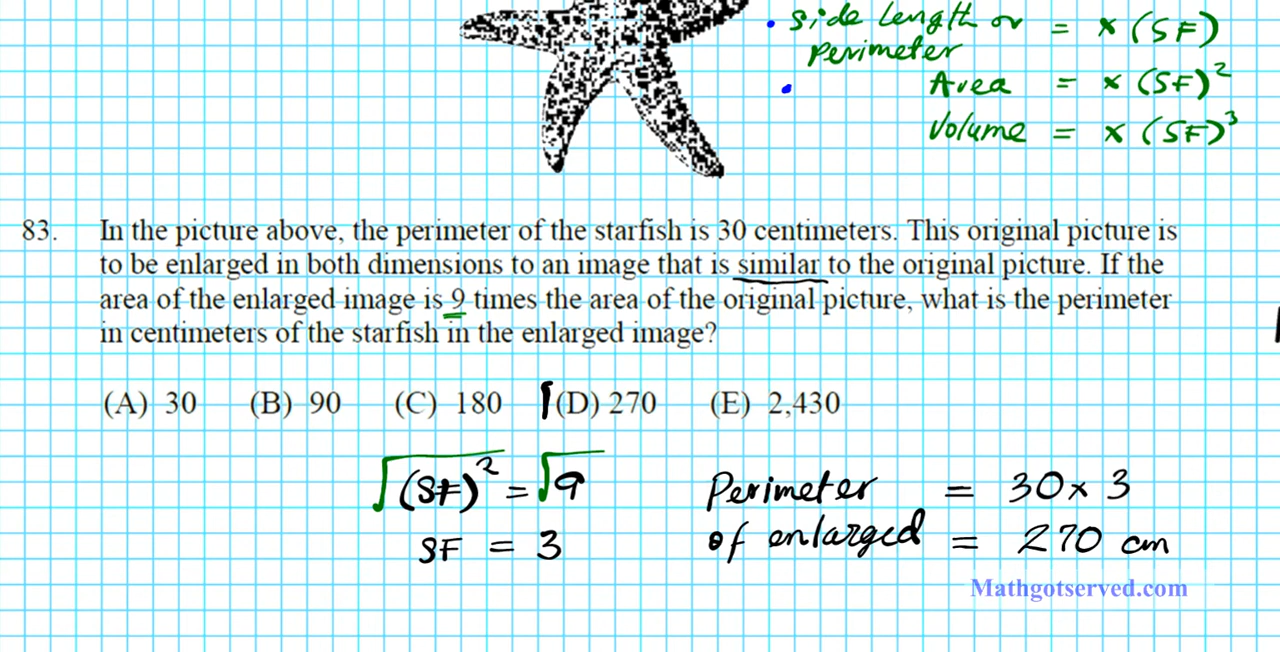 • Side length or = x (SF)
perimeter
• Area = x (SF)²
Volume = x (SF)³
83. In the picture above, the perimeter of the starfish is 30 centimeters. This original picture is
to be enlarged in both dimensions to an image that is similar to the original picture. If the
area of the enlarged image is 9 times the area of the original picture, what is the perimeter
in centimeters of the starfish in the enlarged image?
(A) 30 (B) 90 (C) 180 (D) 270 (E) 2,430
√(SF)² = √9
SF = 3
Perimeter = 30 x 3
of enlarged = 270 cm
Mathgotserved.com